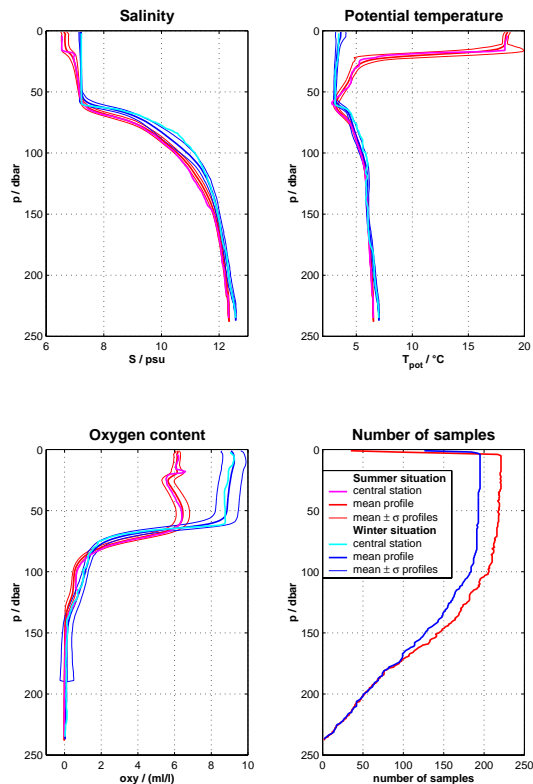 Salinity
0
50
100
150
200
250
p / dbar
6
8
10
12
S / psu
Potential temperature
0
50
100
150
200
250
p / dbar
5
10
15
20
T_pot / °C
Oxygen content
0
50
100
150
200
250
p / dbar
0
2
4
6
8
10
oxy / (ml/l)
Number of samples
0
50
100
150
200
250
p / dbar
Summer situation
central station
mean profile
mean ± σ profiles
Winter situation
central station
mean profile
mean ± σ profiles
0
50
100
150
200
250
number of samples